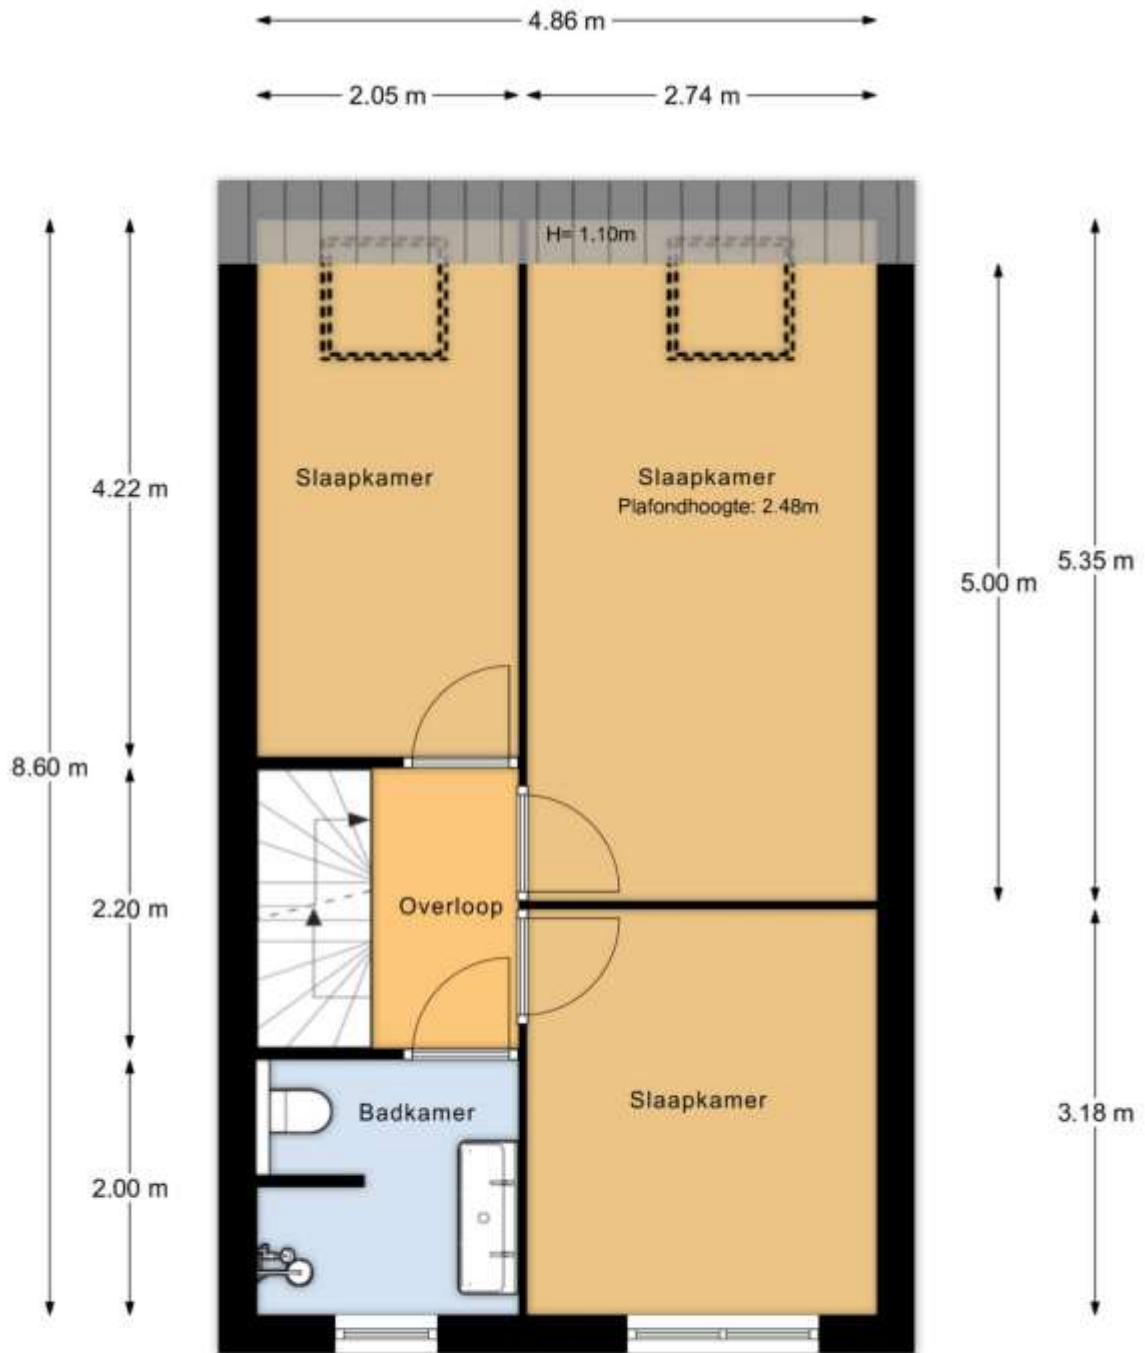 4.86 m
2.05 m
2.74 m
H= 1.10m
Slaapkamer
Slaapkamer
Plafondhoogte: 2.48m
4.22 m
5.35 m
5.00 m
8.60 m
2.20 m
Overloop
Slaapkamer
Badkamer
3.18 m
2.00 m